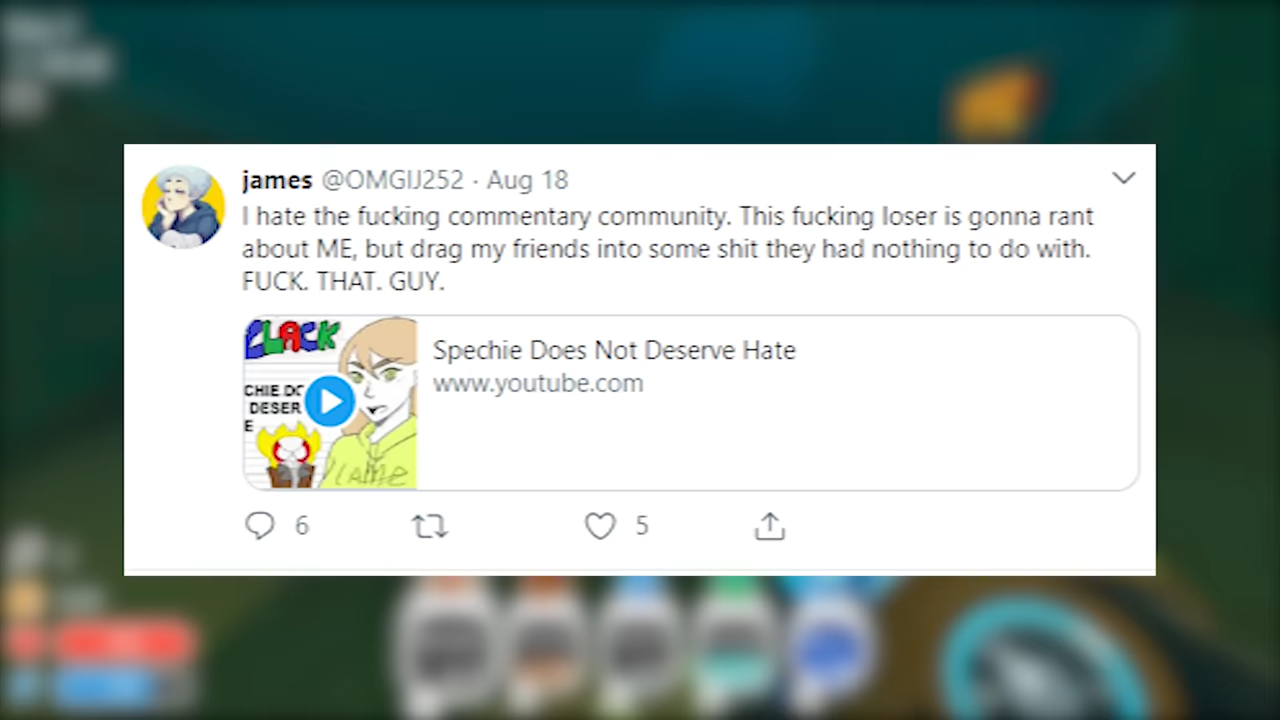 james @OMGIJ252 · Aug 18
I hate the fucking commentary community. This fucking loser is gonna rant
about ME, but drag my friends into some shit they had nothing to do with.
FUCK. THAT. GUY.
CHIE DO
DESER
E
Spechie Does Not Deserve Hate
www.youtube.com
6
5